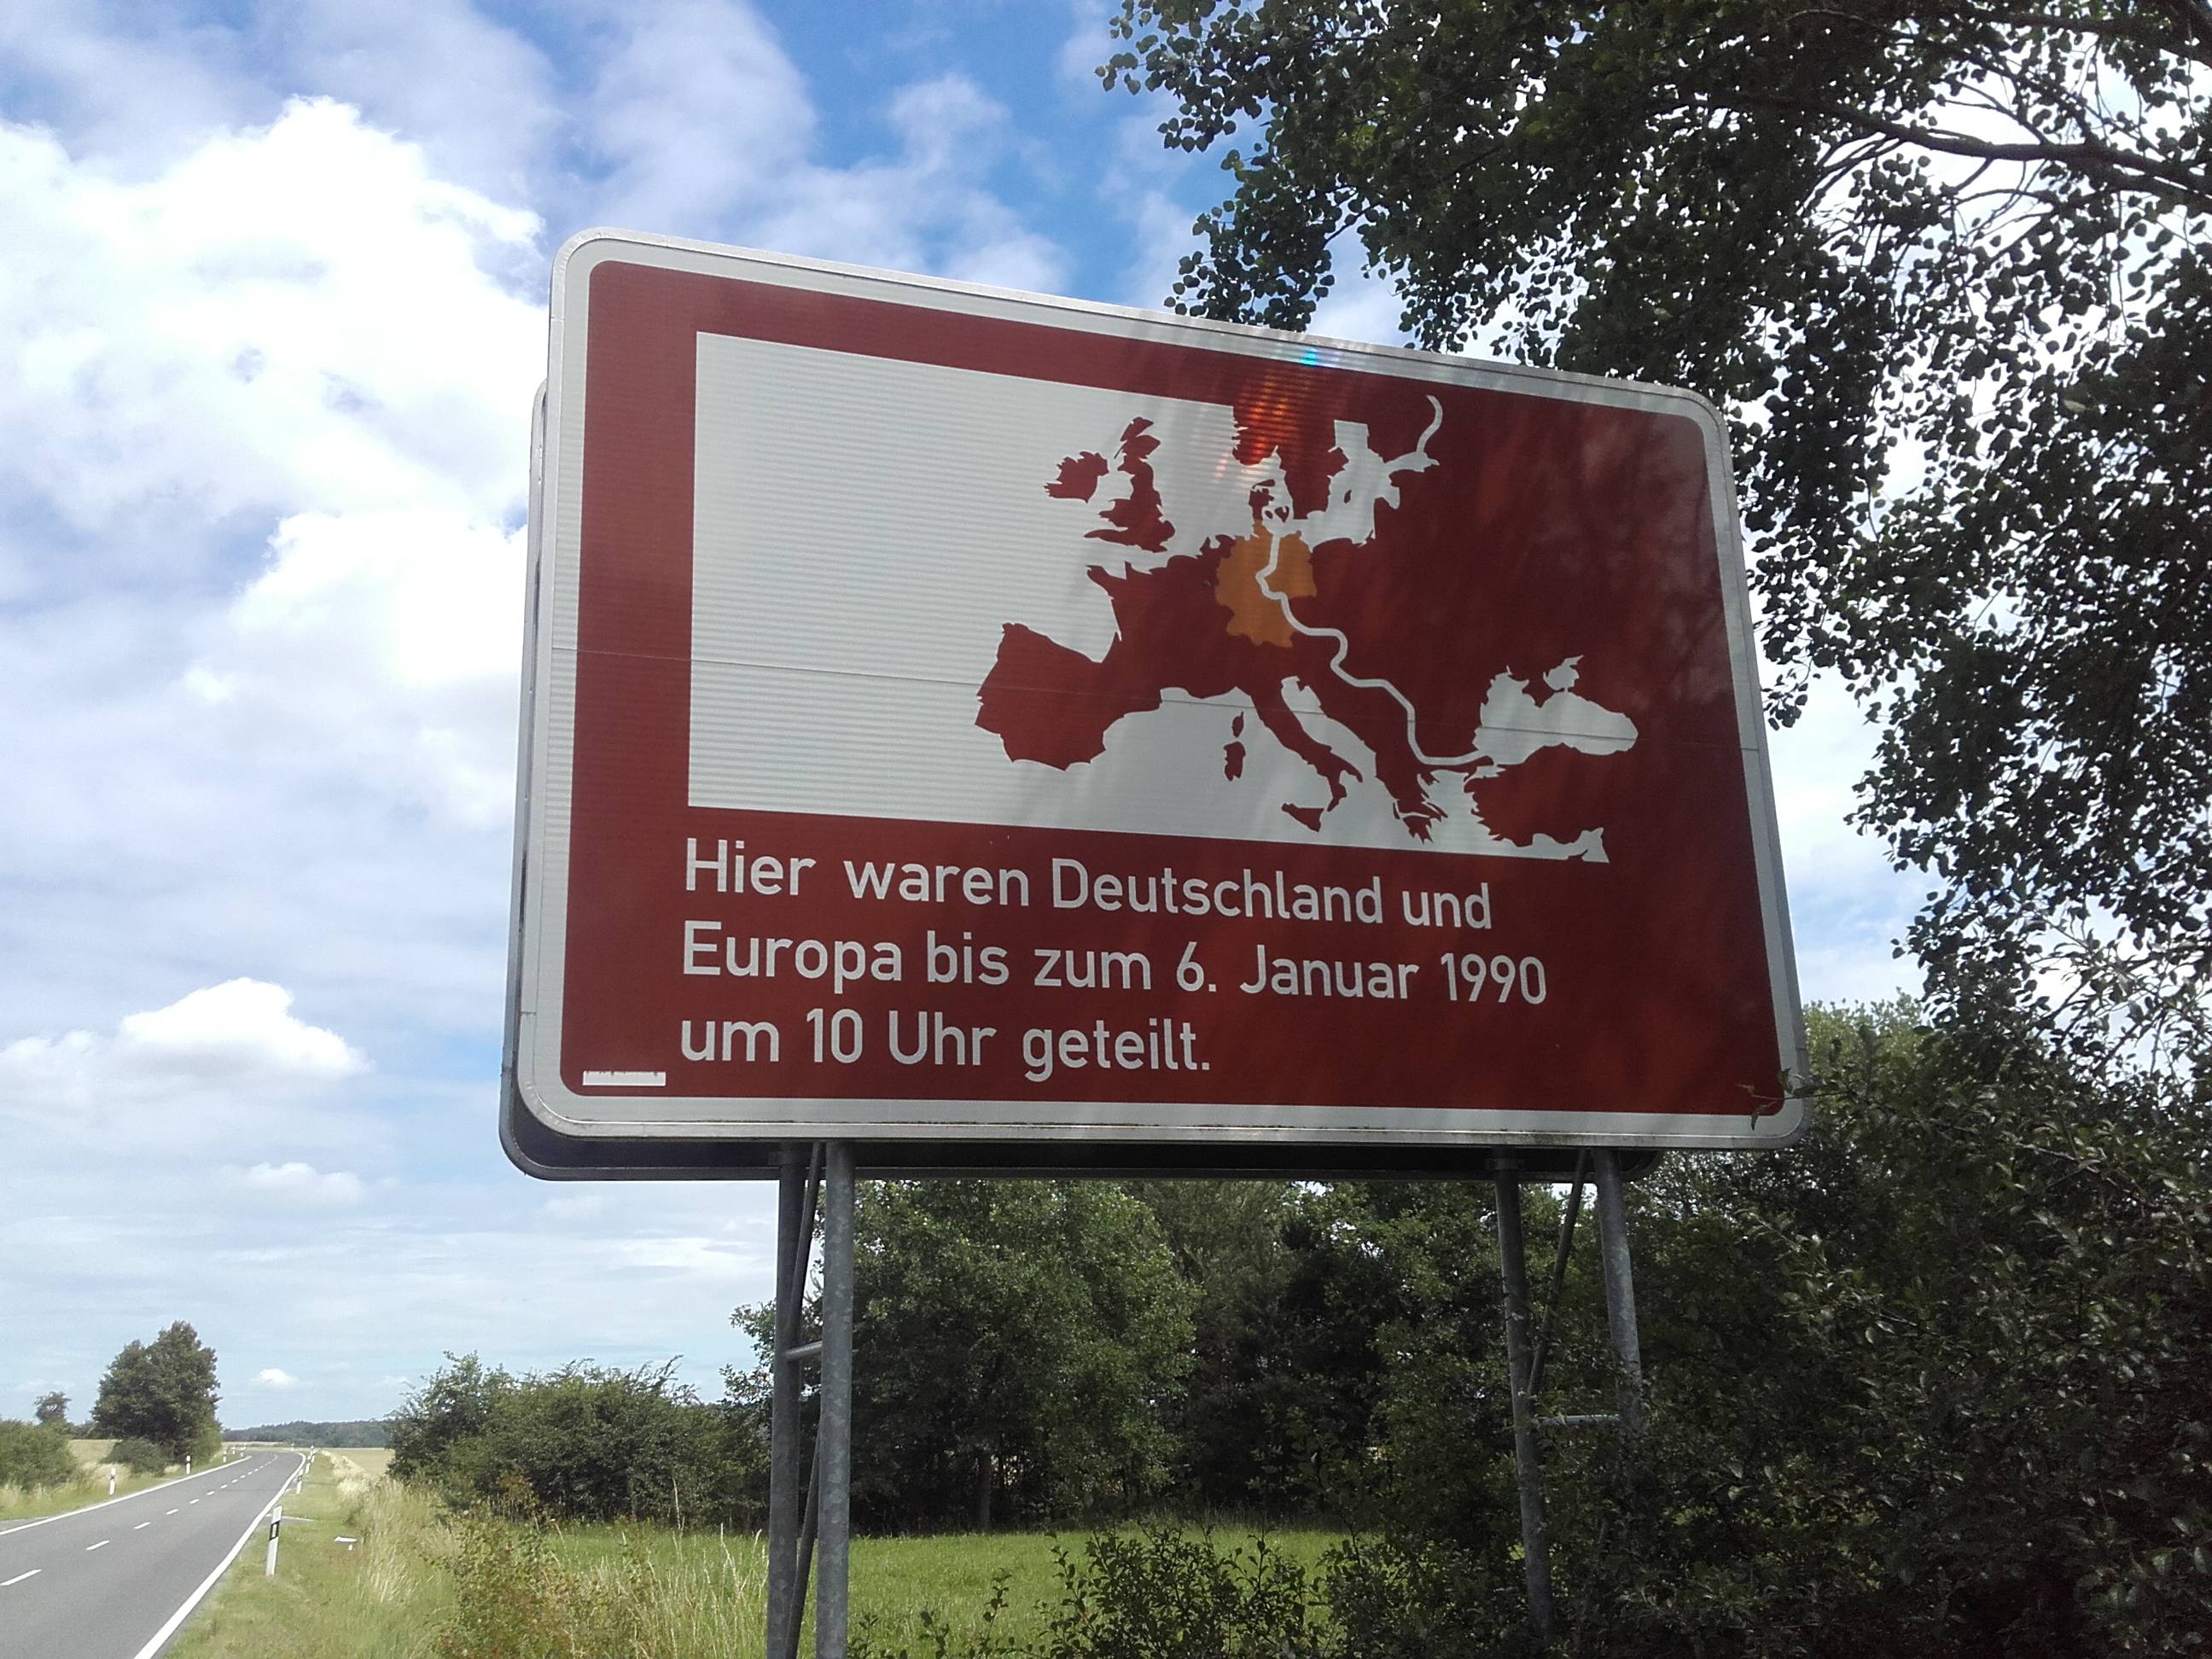 Hier waren Deutschland und
Europa bis zum 6. Januar 1990
um 10 Uhr geteilt.